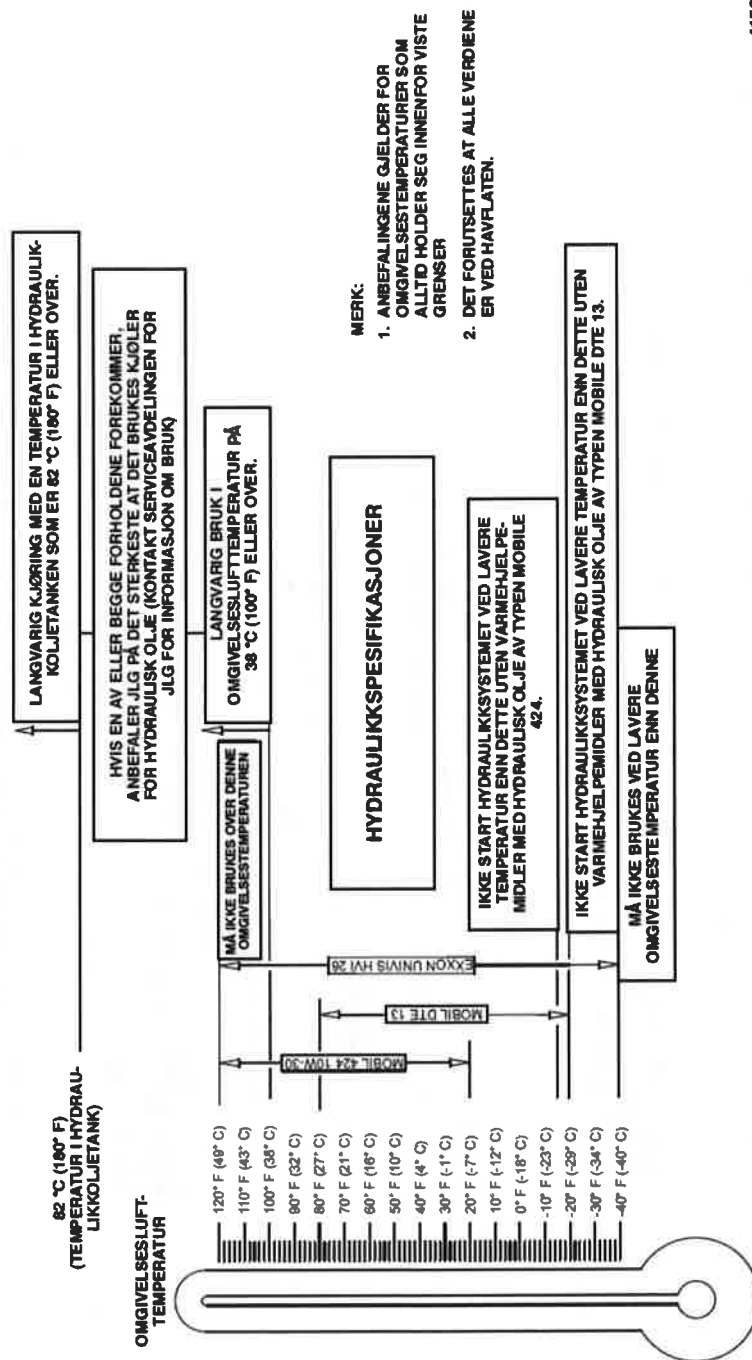 82 °C (180° F)
(TEMPERATUR I HYDRAU-
LIKKOLJETANK)
OMGIVELSESLUFT-
TEMPERATUR
120° F (49° C)
110° F (43° C)
100° F (38° C)
90° F (32° C)
80° F (27° C)
70° F (21° C)
60° F (16° C)
50° F (10° C)
40° F (4° C)
30° F (-1° C)
20° F (-7° C)
10° F (-12° C)
0° F (-18° C)
-10° F (-23° C)
-20° F (-29° C)
-30° F (-34° C)
-40° F (-40° C)
MOBIL 424 10W-30
MOBIL DTE 13
EXXON UNIVIS HVI 26
LANGVARIG KJØRING MED EN TEMPERATUR I HYDRAULIK-
KOLJETANKEN SOM ER 82 °C (180° F) ELLER OVER.
HVIS EN AV ELLER BEGGE FORHOLDENE FOREKOMMER,
ANBEFALER JLG PÅ DET STERKESTE AT DET BRUKES KJØLER
FOR HYDRAULISK OLJE (KONTAKT SERVICEAVDELINGEN FOR
JLG FOR INFORMASJON OM BRUK)
LANGVARIG BRUK I
OMGIVELSESLUFTTEMPERATUR PÅ
38 °C (100° F) ELLER OVER.
MÅ IKKE BRUKES OVER DENNE
OMGIVELSESTEMPERATUREN
HYDRAULIKKSPESIFIKASJONER
IKKE START HYDRAULIKKSYSTEMET VED LAVERE
TEMPERATUR ENN DETTE UTEN VARMEHJELPE-
MIDLER MED HYDRAULISK OLJE AV TYPEN MOBILE
424.
IKKE START HYDRAULIKKSYSTEMET VED LAVERE TEMPERATUR ENN DETTE UTEN
VARMEHJELPEMIDLER MED HYDRAULISK OLJE AV TYPEN MOBILE DTE 13.
MÅ IKKE BRUKES VED LAVERE
OMGIVELSESTEMPERATUR ENN DENNE
MERK:
1. ANBEFALINGENE GJELDER FOR
OMGIVELSESTEMPERATURER SOM
ALLTID HOLDER SEG INNENFOR VISTE
GRENSER
2. DET FORUTSETTES AT ALLE VERDIENE
ER VED HAVFLATEN.